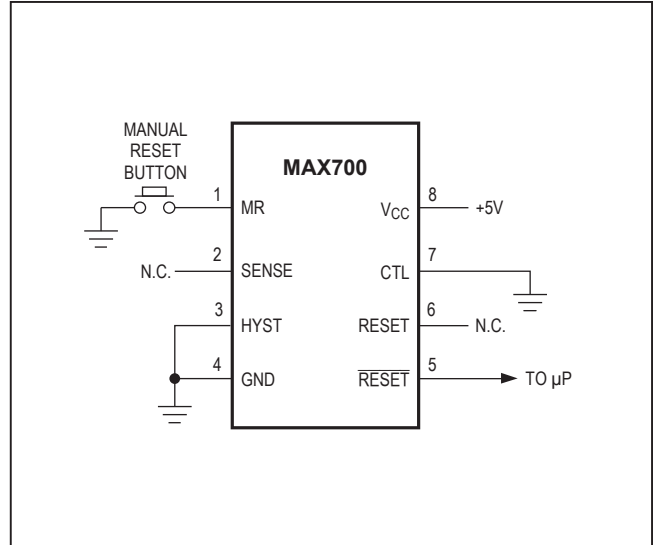 MANUAL
RESET
BUTTON
MAX700
1
MR
VCC
8
+5V
N.C.
2
SENSE
CTL
7
3
HYST
RESET
6
N.C.
4
GND
RESET
5
TO µP